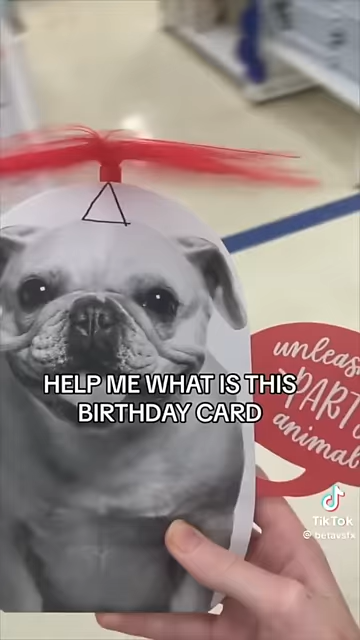 unleas
PART
animal
HELP ME WHAT IS THIS
BIRTHDAY CARD
TikTok
@betavsfx